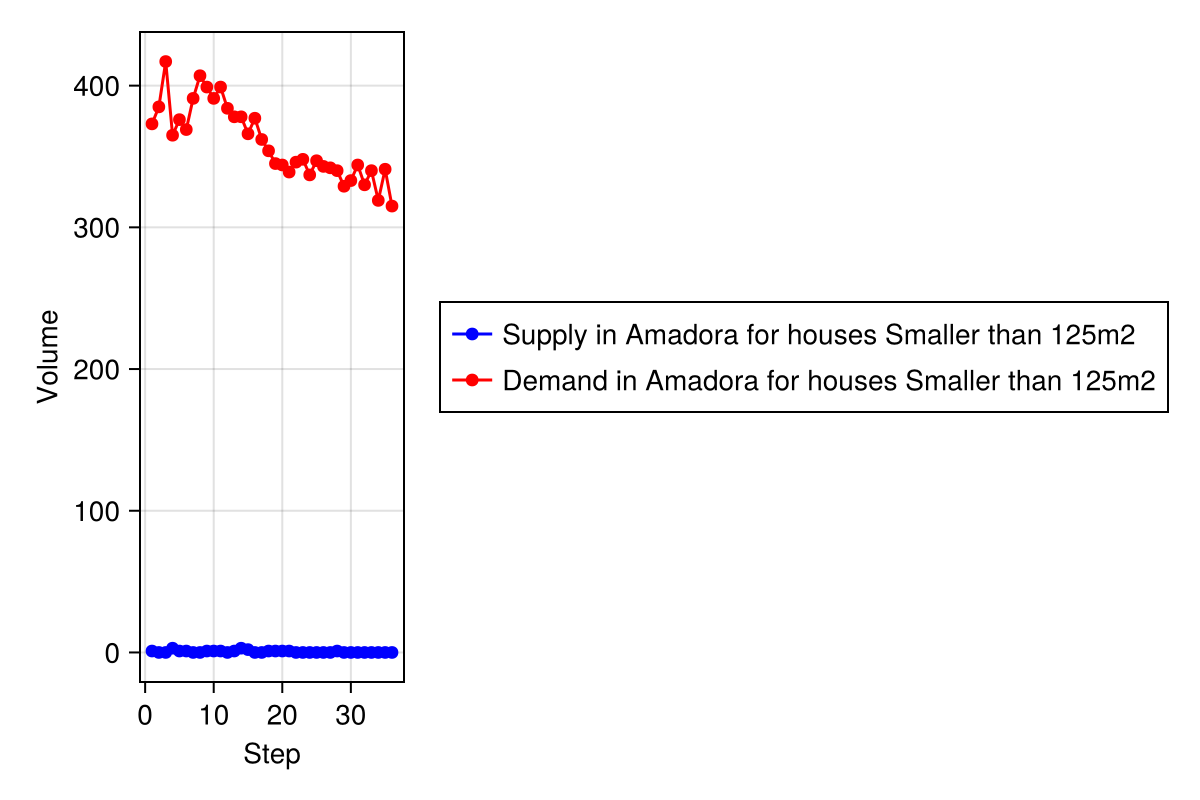 400
300
200
100
0
Volume
0 10 20 30
Step
Supply in Amadora for houses Smaller than 125m2
Demand in Amadora for houses Smaller than 125m2